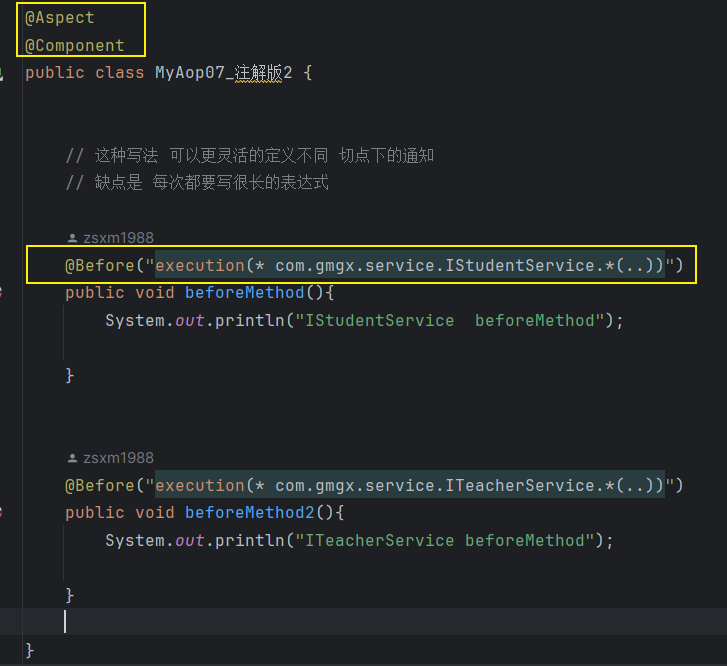 @Aspect
@Component
public class MyAop07_注解版2 {
// 这种写法 可以更灵活的定义不同 切点下的通知
// 缺点是 每次都要写很长的表达式
zsxm1988
@Before("execution(* com.gmgx.service.IStudentService.*(..))")
public void beforeMethod(){
System.out.println("IStudentService  beforeMethod");
}
zsxm1988
@Before("execution(* com.gmgx.service.ITeacherService.*(..))")
public void beforeMethod2(){
System.out.println("ITeacherService beforeMethod");
}
}